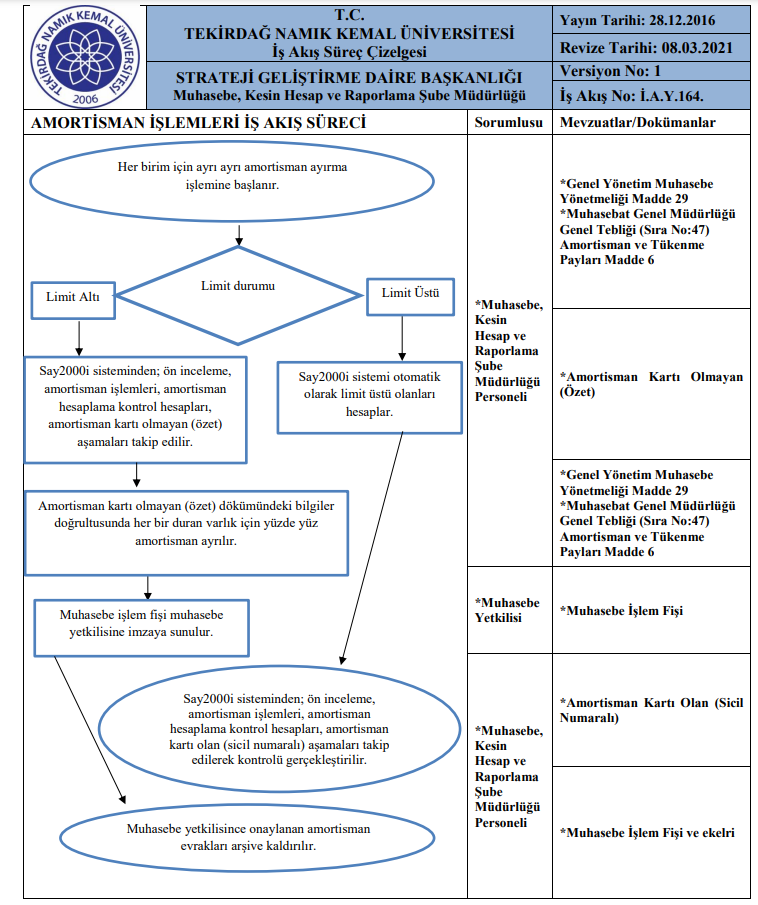 TEKİRDAĞ NAMIK KEMAL ÜNİVERSİTESİ
2006
T.C.
TEKİRDAĞ NAMIK KEMAL ÜNİVERSİTESİ
İş Akış Süreç Çizelgesi
STRATEJİ GELİŞTİRME DAİRE BAŞKANLIĞI
Muhasebe, Kesin Hesap ve Raporlama Şube Müdürlüğü
Yayın Tarihi: 28.12.2016
Revize Tarihi: 08.03.2021
Versiyon No: 1
İş Akış No: İ.A.Y.164.
AMORTİSMAN İŞLEMLERİ İŞ AKIŞ SÜRECİ
Sorumlusu
Mevzuatlar/Dokümanlar
Her birim için ayrı ayrı amortisman ayırma
işlemine başlanır.
Limit durumu
Limit Altı
Limit Üstü
Say2000i sisteminden; ön inceleme,
amortisman işlemleri, amortisman
hesaplama kontrol hesapları,
amortisman kartı olmayan (özet)
aşamaları takip edilir.
Say2000i sistemi otomatik
olarak limit üstü olanları
hesaplar.
Amortisman kartı olmayan (özet) dökümündeki bilgiler
doğrultusunda her bir duran varlık için yüzde yüz
amortisman ayrılır.
Muhasebe işlem fişi muhasebe
yetkilisine imzaya sunulur.
Say2000i sisteminden; ön inceleme,
amortisman işlemleri, amortisman
hesaplama kontrol hesapları, amortisman
kartı olan (sicil numaralı) aşamaları takip
edilerek kontrolü gerçekleştirilir.
Muhasebe yetkilisince onaylanan amortisman
evrakları arşive kaldırılır.
*Muhasebe,
Kesin
Hesap ve
Raporlama
Şube
Müdürlüğü
Personeli
*Muhasebe
Yetkilisi
*Muhasebe,
Kesin
Hesap ve
Raporlama
Şube
Müdürlüğü
Personeli
*Genel Yönetim Muhasebe
Yönetmeliği Madde 29
*Muhasebat Genel Müdürlüğü
Genel Tebliği (Sıra No:47)
Amortisman ve Tükenme
Payları Madde 6
*Amortisman Kartı Olmayan
(Özet)
*Genel Yönetim Muhasebe
Yönetmeliği Madde 29
*Muhasebat Genel Müdürlüğü
Genel Tebliği (Sıra No:47)
Amortisman ve Tükenme
Payları Madde 6
*Muhasebe İşlem Fişi
*Amortisman Kartı Olan (Sicil
Numaralı)
*Muhasebe İşlem Fişi ve ekelri